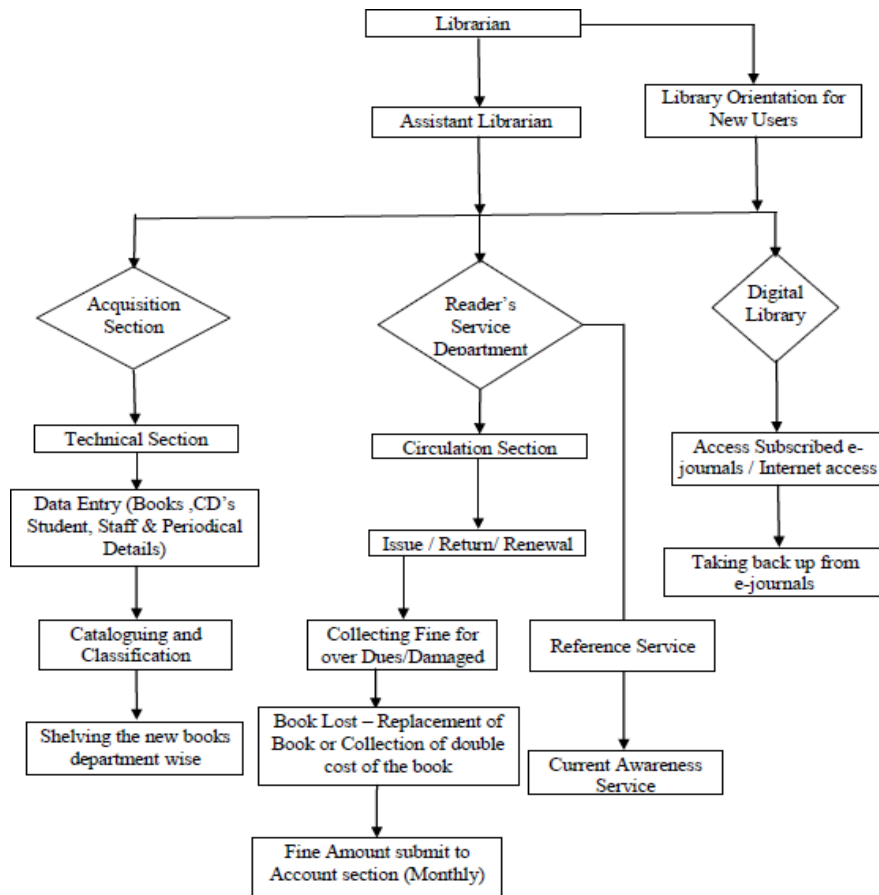 Librarian
Library Orientation for
New Users
Assistant Librarian
Acquisition
Section
Reader's
Service
Department
Digital
Library
Technical Section
Circulation Section
Access Subscribed e-
journals / Internet access
Data Entry (Books ,CD's
Student, Staff & Periodical
Details)
Issue / Return/ Renewal
Taking back up from
e-journals
Cataloguing and
Classification
Collecting Fine for
over Dues/Damaged
Reference Service
Shelving the new books
department wise
Book Lost – Replacement of
Book or Collection of double
cost of the book
Current Awareness
Service
Fine Amount submit to
Account section (Monthly)